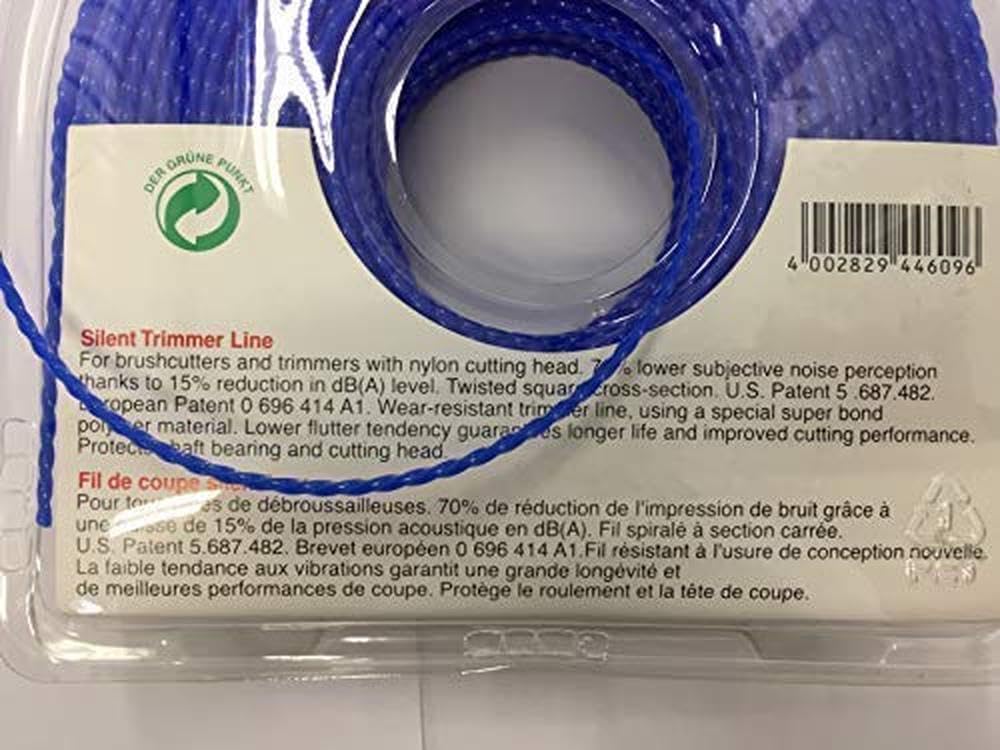 DER GRÜNE PUNKT
4 002829 446096
Silent Trimmer Line
For brushcutters and trimmers with nylon cutting head. lower subjective noise perception
thanks to 15% reduction in dB(A) level. Twisted square cross-section. U.S. Patent 5 .687.482.
European Patent 0 696 414 A1. Wear-resistant trimmer line, using a special super bond
polymer material. Lower flutter tendency guarantees longer life and improved cutting performance.
Protects shaft bearing and cutting head.
Fil de coupe
Pour de débroussailleuses. 70% de réduction de l'impression de bruit grâce à
une de 15% de la pression acoustique en dB(A). Fil spiralé à section carrée.
U.S. Patent 5.687.482. Brevet européen 0 696 414 A1.Fil résistant à l'usure de conception nouvelle.
La faible tendance aux vibrations garantit une grande longévité et
de meilleures performances de coupe. Protège le roulement et la tête de coupe.
1